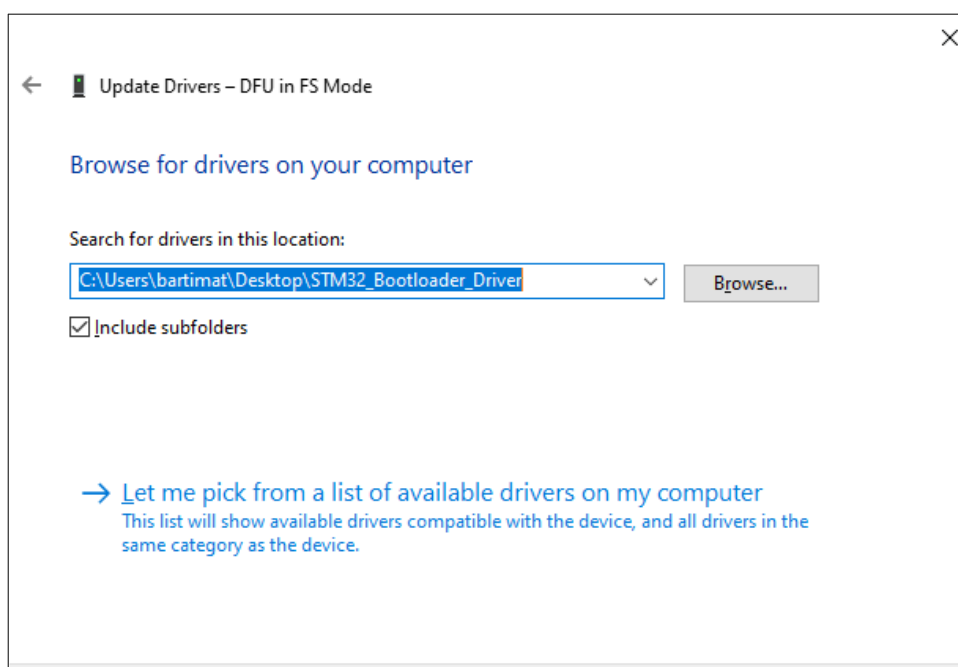 Update Drivers – DFU in FS Mode
Browse for drivers on your computer
Search for drivers in this location:
C:\Users\bartimat\Desktop\STM32_Bootloader_Driver
Browse...
Include subfolders
Let me pick from a list of available drivers on my computer
This list will show available drivers compatible with the device, and all drivers in the
same category as the device.